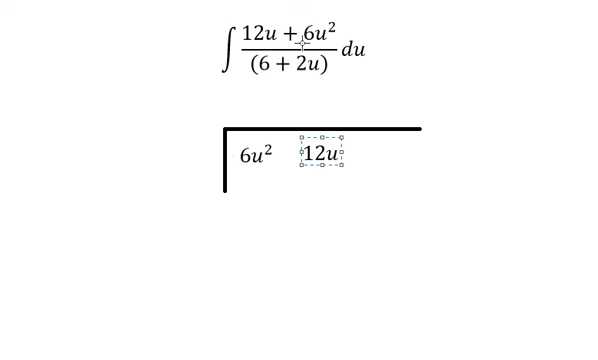 ∫ (12u + 6u²)/(6 + 2u) du
6u² 12u